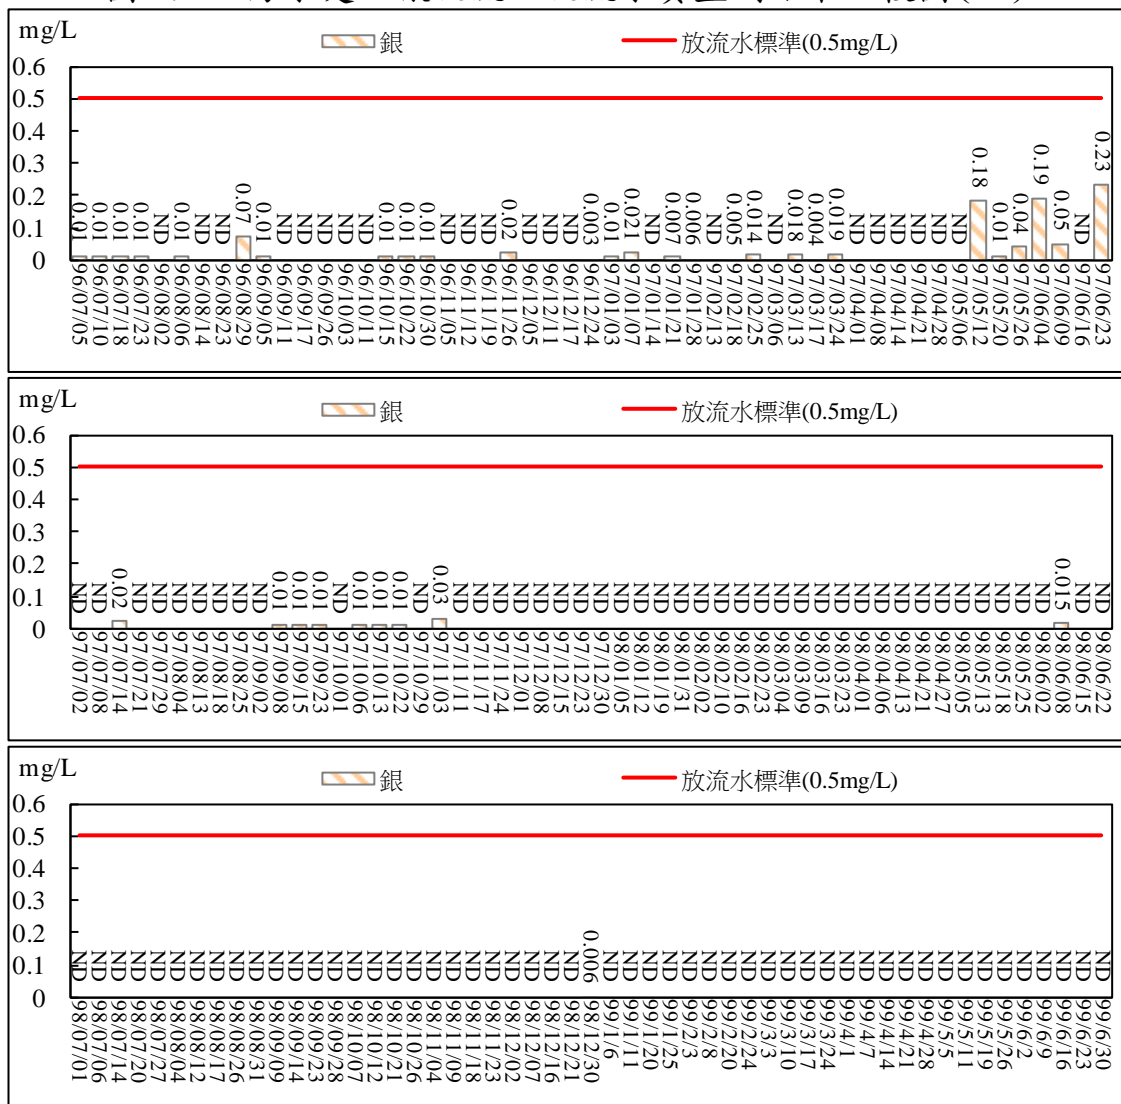 mg/L
銀
放流水標準(0.5mg/L)
0.6
0.5
0.4
0.3
0.2
0.1
0
0.01 0.01 0.01 0.01 ND 0.01 ND ND 0.07 0.01 ND ND ND ND ND 0.01 0.01 0.01 ND ND ND 0.02 ND ND ND 0.003 0.01 0.021 ND 0.007 0.006 ND 0.005 0.014 ND 0.018 0.004 0.019 ND ND ND ND ND ND 0.18 0.01 0.04 0.19 0.05 ND 0.23
96/07/05 96/07/10 96/07/18 96/07/23 96/08/02 96/08/06 96/08/14 96/08/23 96/08/29 96/09/05 96/09/11 96/09/17 96/09/26 96/10/03 96/10/11 96/10/15 96/10/22 96/10/30 96/11/05 96/11/12 96/11/19 96/11/26 96/12/05 96/12/11 96/12/17 96/12/24 97/01/03 97/01/07 97/01/14 97/01/21 97/01/28 97/02/13 97/02/18 97/02/25 97/03/06 97/03/13 97/03/17 97/03/24 97/04/01 97/04/08 97/04/14 97/04/21 97/04/28 97/05/06 97/05/12 97/05/20 97/05/26 97/06/04 97/06/09 97/06/16 97/06/23
mg/L
銀
放流水標準(0.5mg/L)
0.6
0.5
0.4
0.3
0.2
0.1
0
ND ND 0.02 ND ND ND ND ND ND ND 0.01 0.01 0.01 ND 0.01 0.01 0.01 ND 0.03 ND ND ND ND ND ND ND ND ND ND ND ND ND ND ND ND ND ND ND ND ND ND ND ND ND ND ND ND ND ND 0.015 ND ND
97/07/02 97/07/08 97/07/14 97/07/21 97/07/29 97/08/04 97/08/13 97/08/18 97/08/25 97/09/02 97/09/08 97/09/15 97/09/23 97/10/01 97/10/06 97/10/13 97/10/22 97/10/29 97/11/03 97/11/11 97/11/17 97/11/24 97/12/01 97/12/08 97/12/15 97/12/23 97/12/30 98/01/05 98/01/12 98/01/19 98/01/31 98/02/02 98/02/10 98/02/16 98/02/23 98/03/04 98/03/09 98/03/16 98/03/23 98/04/01 98/04/06 98/04/13 98/04/21 98/04/27 98/05/05 98/05/13 98/05/18 98/05/25 98/06/02 98/06/08 98/06/15 98/06/22
mg/L
銀
放流水標準(0.5mg/L)
0.6
0.5
0.4
0.3
0.2
0.1
0
ND ND ND ND ND ND ND ND ND ND ND ND ND ND ND ND ND ND ND ND ND ND ND ND ND ND 0.006 ND ND ND ND ND ND ND ND ND ND ND ND ND ND ND ND ND ND ND ND ND ND ND ND ND ND
98/07/01 98/07/06 98/07/14 98/07/20 98/07/27 98/08/04 98/08/12 98/08/17 98/08/26 98/08/31 98/09/09 98/09/14 98/09/23 98/09/28 98/10/07 98/10/12 98/10/21 98/10/26 98/11/04 98/11/09 98/11/18 98/11/23 98/12/02 98/12/07 98/12/16 98/12/21 98/12/30 99/1/6 99/1/11 99/1/20 99/1/25 99/2/3 99/2/8 99/2/20 99/2/24 99/3/3 99/3/10 99/3/17 99/3/24 99/4/1 99/4/7 99/4/14 99/4/21 99/4/28 99/5/5 99/5/11 99/5/19 99/5/26 99/6/2 99/6/9 99/6/16 99/6/23 99/6/30